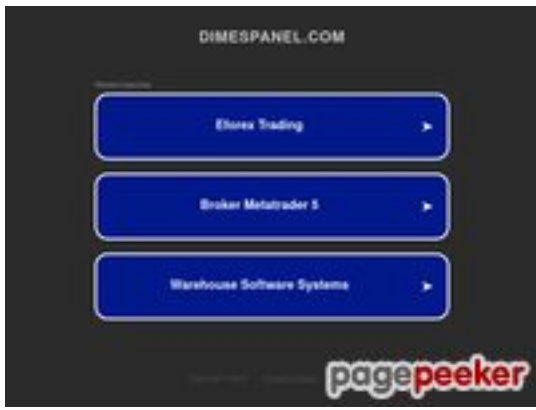 DIMESPANEL.COM
Eforex Trading
Broker Metatrader 5
Warehouse Software Systems
pagepeeker